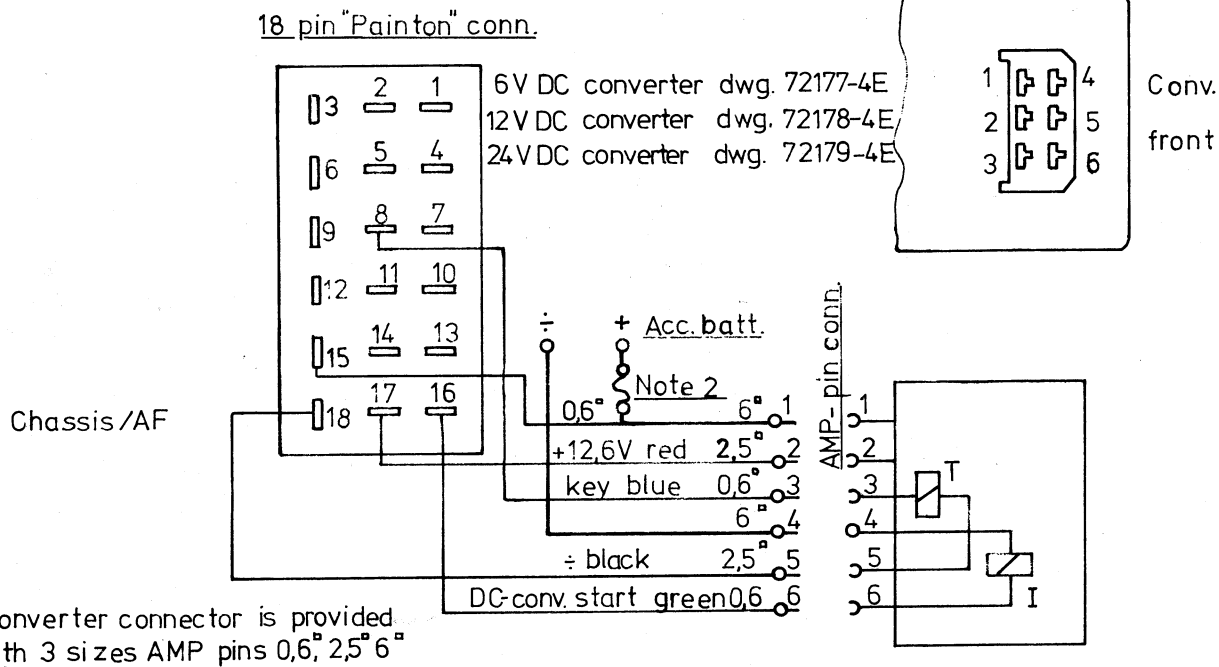 18 pin "Painton" conn.
3 2 1
6 5 4
9 8 7
12 11 10
15 14 13
18 17 16
6V DC converter dwg. 72177-4E
12V DC converter dwg. 72178-4E
24V DC converter dwg. 72179-4E
1 4
2 5
3 6
Conv.
front
Chassis/AF
÷ + Acc. batt.
Note 2
0,6▫ 6▫ 1
+12,6V red 2,5▫ 2
key blue 0,6▫ 3
6▫ 4
÷ black 2,5▫ 5
DC-conv. start green 0,6 6
AMP-pin conn.
1
2
3 T
4
5
6 I
onverter connector is provided
th 3 sizes AMP pins 0,6▫, 2,5▫ 6▫